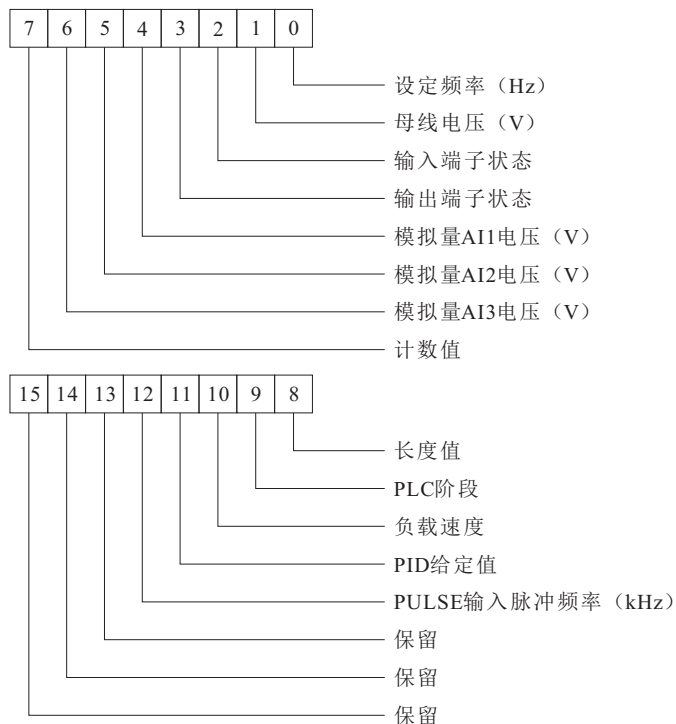 7 6 5 4 3 2 1 0
设定频率（Hz）
母线电压（V）
输入端子状态
输出端子状态
模拟量AI1电压（V）
模拟量AI2电压（V）
模拟量AI3电压（V）
计数值
15 14 13 12 11 10 9 8
长度值
PLC阶段
负载速度
PID给定值
PULSE输入脉冲频率（kHz）
保留
保留
保留